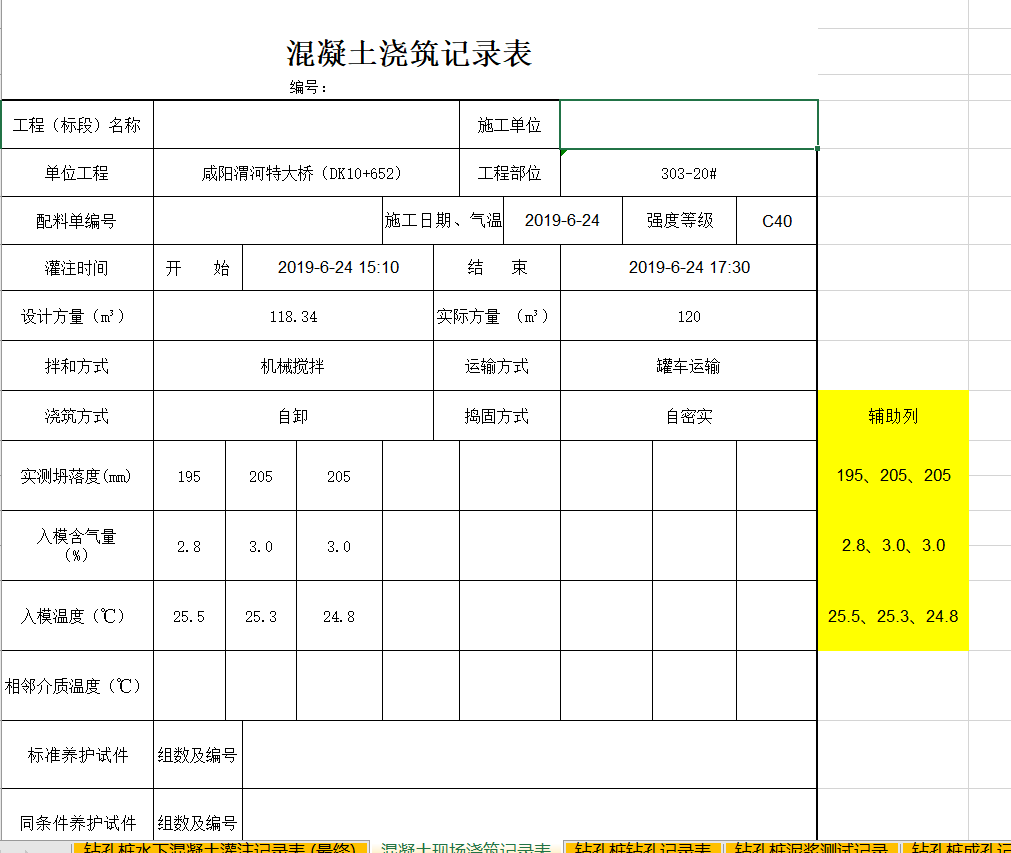 混凝土浇筑记录表
编号：
工程（标段）名称 施工单位
单位工程 咸阳渭河特大桥（DK10+652） 工程部位 303-20#
配料单编号 施工日期、气温 2019-6-24 强度等级 C40
灌注时间 开 始 2019-6-24 15:10 结 束 2019-6-24 17:30
设计方量（m³） 118.34 实际方量 （m³） 120
拌和方式 机械搅拌 运输方式 罐车运输
浇筑方式 自卸 捣固方式 自密实 辅助列
实测坍落度(mm) 195 205 205 195、205、205
入模含气量
（%） 2.8 3.0 3.0 2.8、3.0、3.0
入模温度（℃） 25.5 25.3 24.8 25.5、25.3、24.8
相邻介质温度（℃）
标准养护试件 组数及编号
同条件养护试件 组数及编号
钻孔桩水下混凝土灌注记录表 (最终) 混凝土现场浇筑记录表 钻孔桩钻孔记录表 钻孔桩泥浆测试记录 钻孔桩成孔记